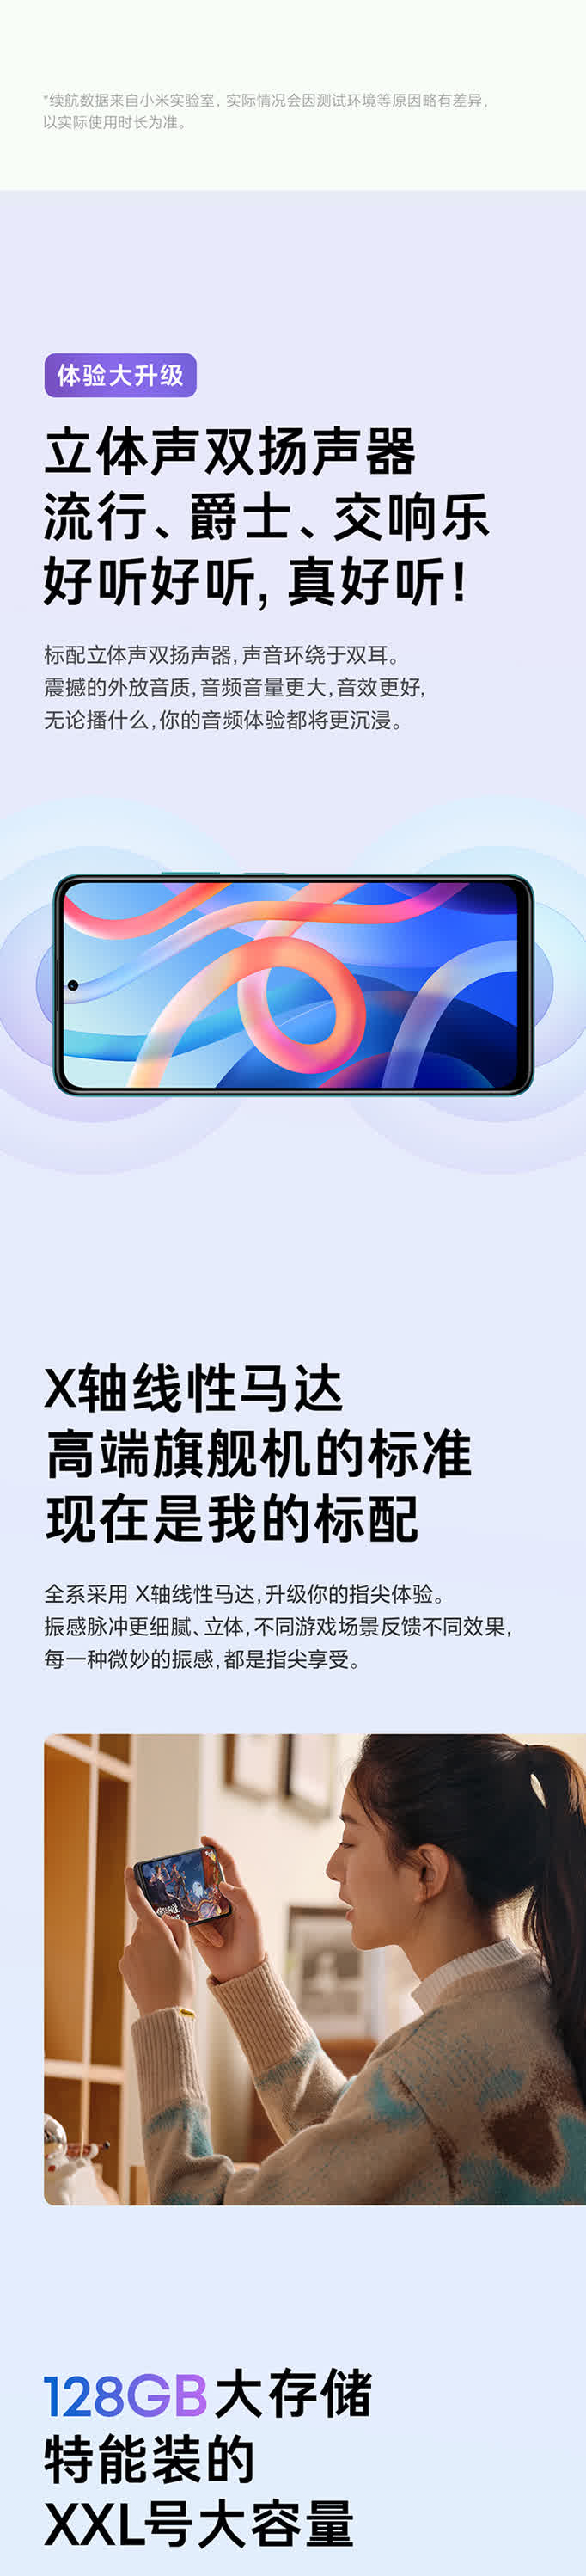 *续航数据来自小米实验室, 实际情况会因测试环境等原因略有差异,
以实际使用时长为准。
体验大升级
立体声双扬声器
流行、爵士、交响乐
好听好听, 真好听!
标配立体声双扬声器, 声音环绕于双耳。
震撼的外放音质, 音频音量更大, 音效更好,
无论播什么, 你的音频体验都将更沉浸。
X轴线性马达
高端旗舰机的标准
现在是我的标配
全系采用 X轴线性马达, 升级你的指尖体验。
振感脉冲更细腻、立体, 不同游戏场景反馈不同效果,
每一种微妙的振感, 都是指尖享受。
128GB大存储
特能装的
XXL号大容量